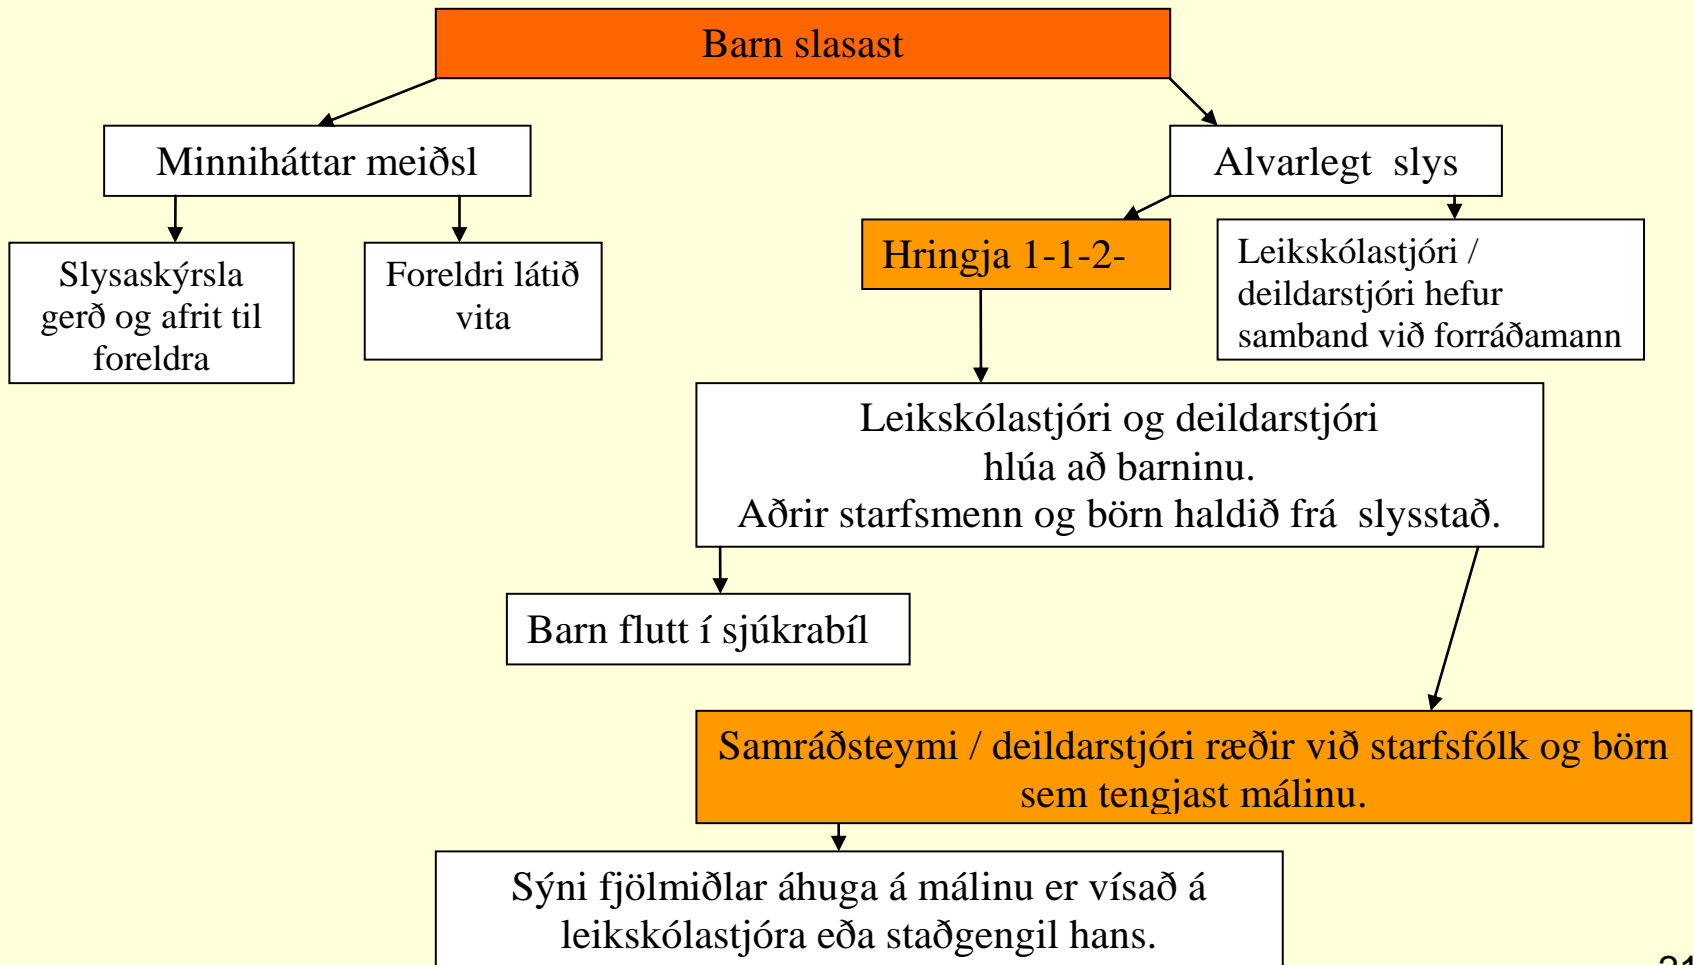 Barn slasast
Minniháttar meiðsl
Alvarlegt slys
Slysaskýrsla
gerð og afrit til
foreldra
Foreldri látið
vita
Hringja 1-1-2-
Leikskólastjóri /
deildarstjóri hefur
samband við forráðamann
Leikskólastjóri og deildarstjóri
hlúa að barninu.
Aðrir starfsmenn og börn haldið frá slysstað.
Barn flutt í sjúkrabíl
Samráðsteymi / deildarstjóri ræðir við starfsfólk og börn
sem tengjast málinu.
Sýni fjölmiðlar áhuga á málinu er vísað á
leikskólastjóra eða staðgengil hans.